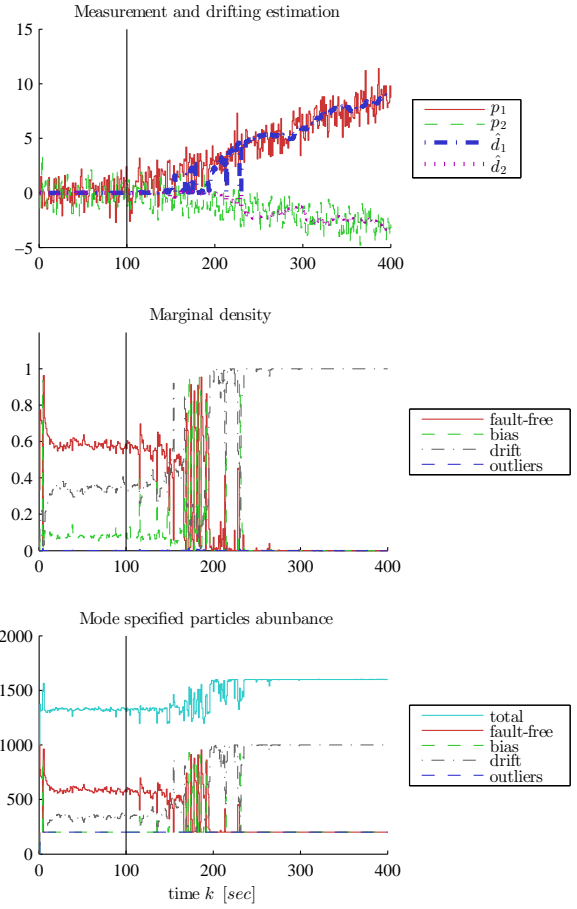 Measurement and drifting estimation
15
10
5
0
−5
0 100 200 300 400
p₁
p₂
d̂₁
d̂₂
Marginal density
1
0.8
0.6
0.4
0.2
0
0 100 200 300 400
fault-free
bias
drift
outliers
Mode specified particles abunbance
2000
1500
1000
500
0
0 100 200 300 400
time k [sec]
total
fault-free
bias
drift
outliers